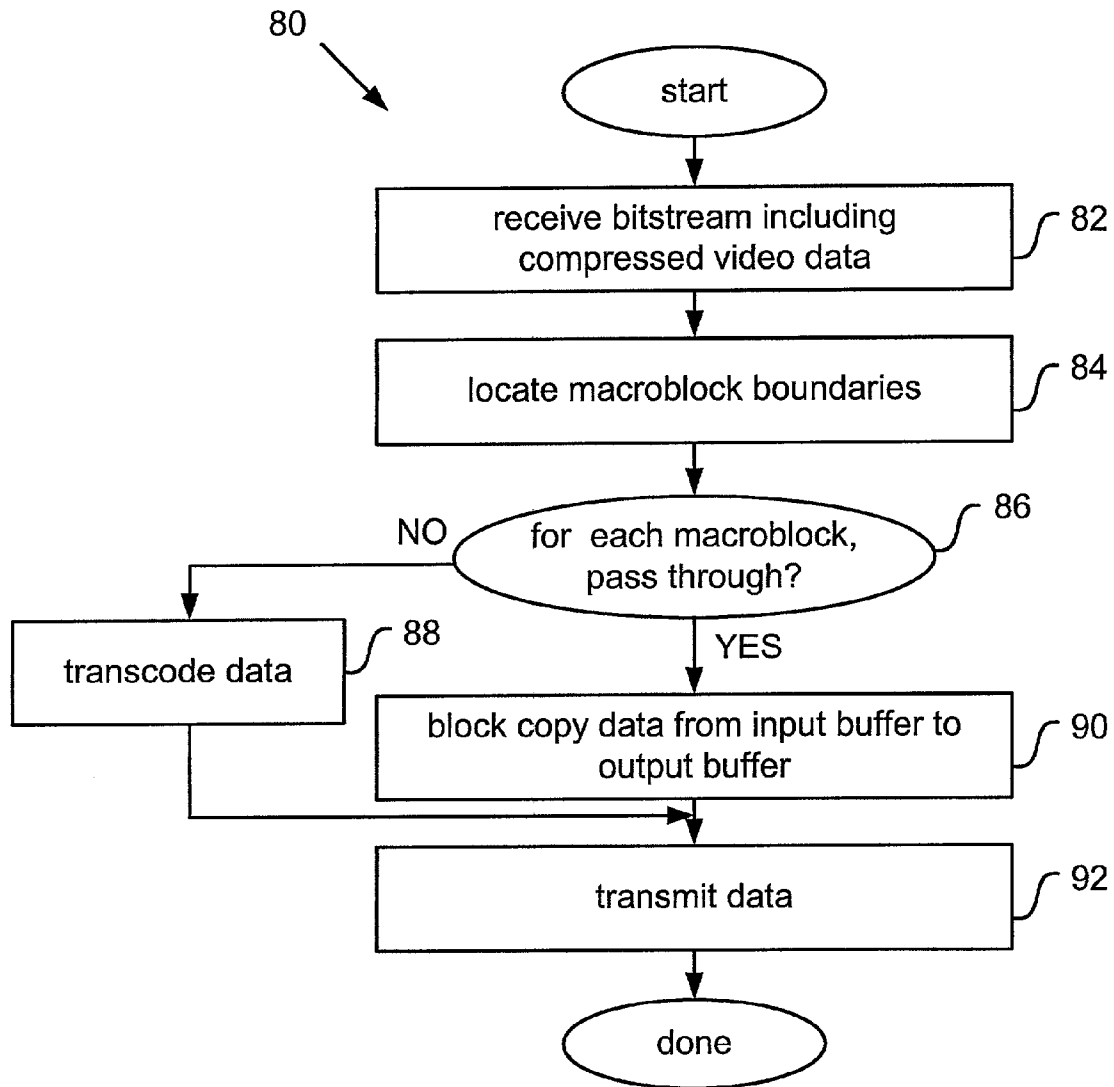 80
start
receive bitstream including
compressed video data
82
locate macroblock boundaries
84
for each macroblock,
pass through?
86
NO
YES
transcode data
88
block copy data from input buffer to
output buffer
90
transmit data
92
done